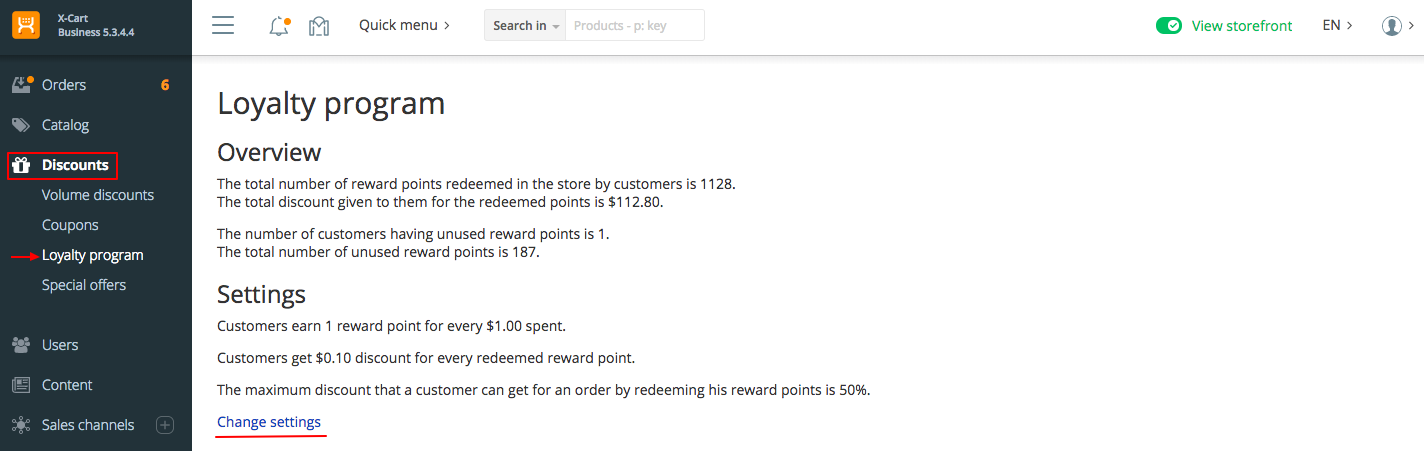 X-Cart
Business 5.3.4.4
Quick menu
Search in
Products - p: key
View storefront
EN
Orders
6
Catalog
Discounts
Volume discounts
Coupons
Loyalty program
Special offers
Users
Content
Sales channels
Loyalty program
Overview
The total number of reward points redeemed in the store by customers is 1128.
The total discount given to them for the redeemed points is $112.80.
The number of customers having unused reward points is 1.
The total number of unused reward points is 187.
Settings
Customers earn 1 reward point for every $1.00 spent.
Customers get $0.10 discount for every redeemed reward point.
The maximum discount that a customer can get for an order by redeeming his reward points is 50%.
Change settings